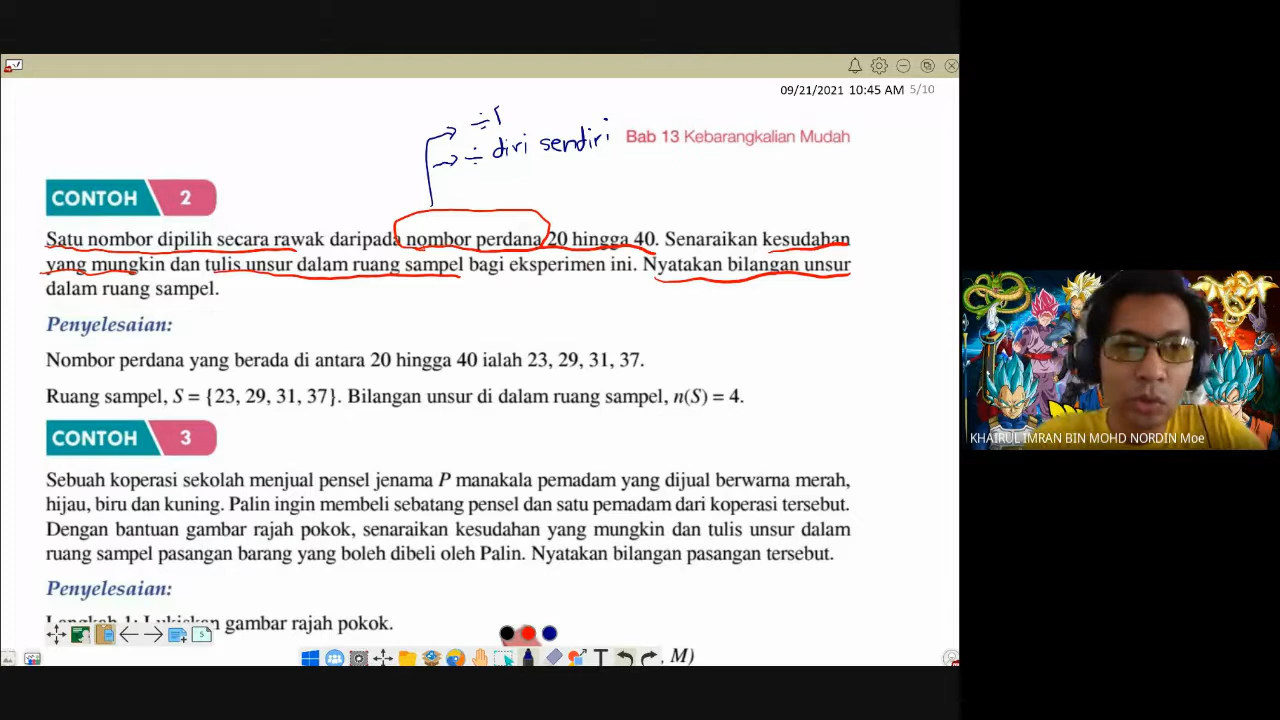 09/21/2021 10:45 AM 5/10
÷1
÷ diri sendiri
Bab 13 Kebarangkalian Mudah
CONTOH 2
Satu nombor dipilih secara rawak daripada nombor perdana 20 hingga 40. Senaraikan kesudahan
yang mungkin dan tulis unsur dalam ruang sampel bagi eksperimen ini. Nyatakan bilangan unsur
dalam ruang sampel.
Penyelesaian:
Nombor perdana yang berada di antara 20 hingga 40 ialah 23, 29, 31, 37.
Ruang sampel, S = {23, 29, 31, 37}. Bilangan unsur di dalam ruang sampel, n(S) = 4.
CONTOH 3
Sebuah koperasi sekolah menjual pensel jenama P manakala pemadam yang dijual berwarna merah,
hijau, biru dan kuning. Palin ingin membeli sebatang pensel dan satu pemadam dari koperasi tersebut.
Dengan bantuan gambar rajah pokok, senaraikan kesudahan yang mungkin dan tulis unsur dalam
ruang sampel pasangan barang yang boleh dibeli oleh Palin. Nyatakan bilangan pasangan tersebut.
Penyelesaian:
Langkah 1: Lukiskan gambar rajah pokok.
, M)
KHAIRUL IMRAN BIN MOHD NORDIN Moe